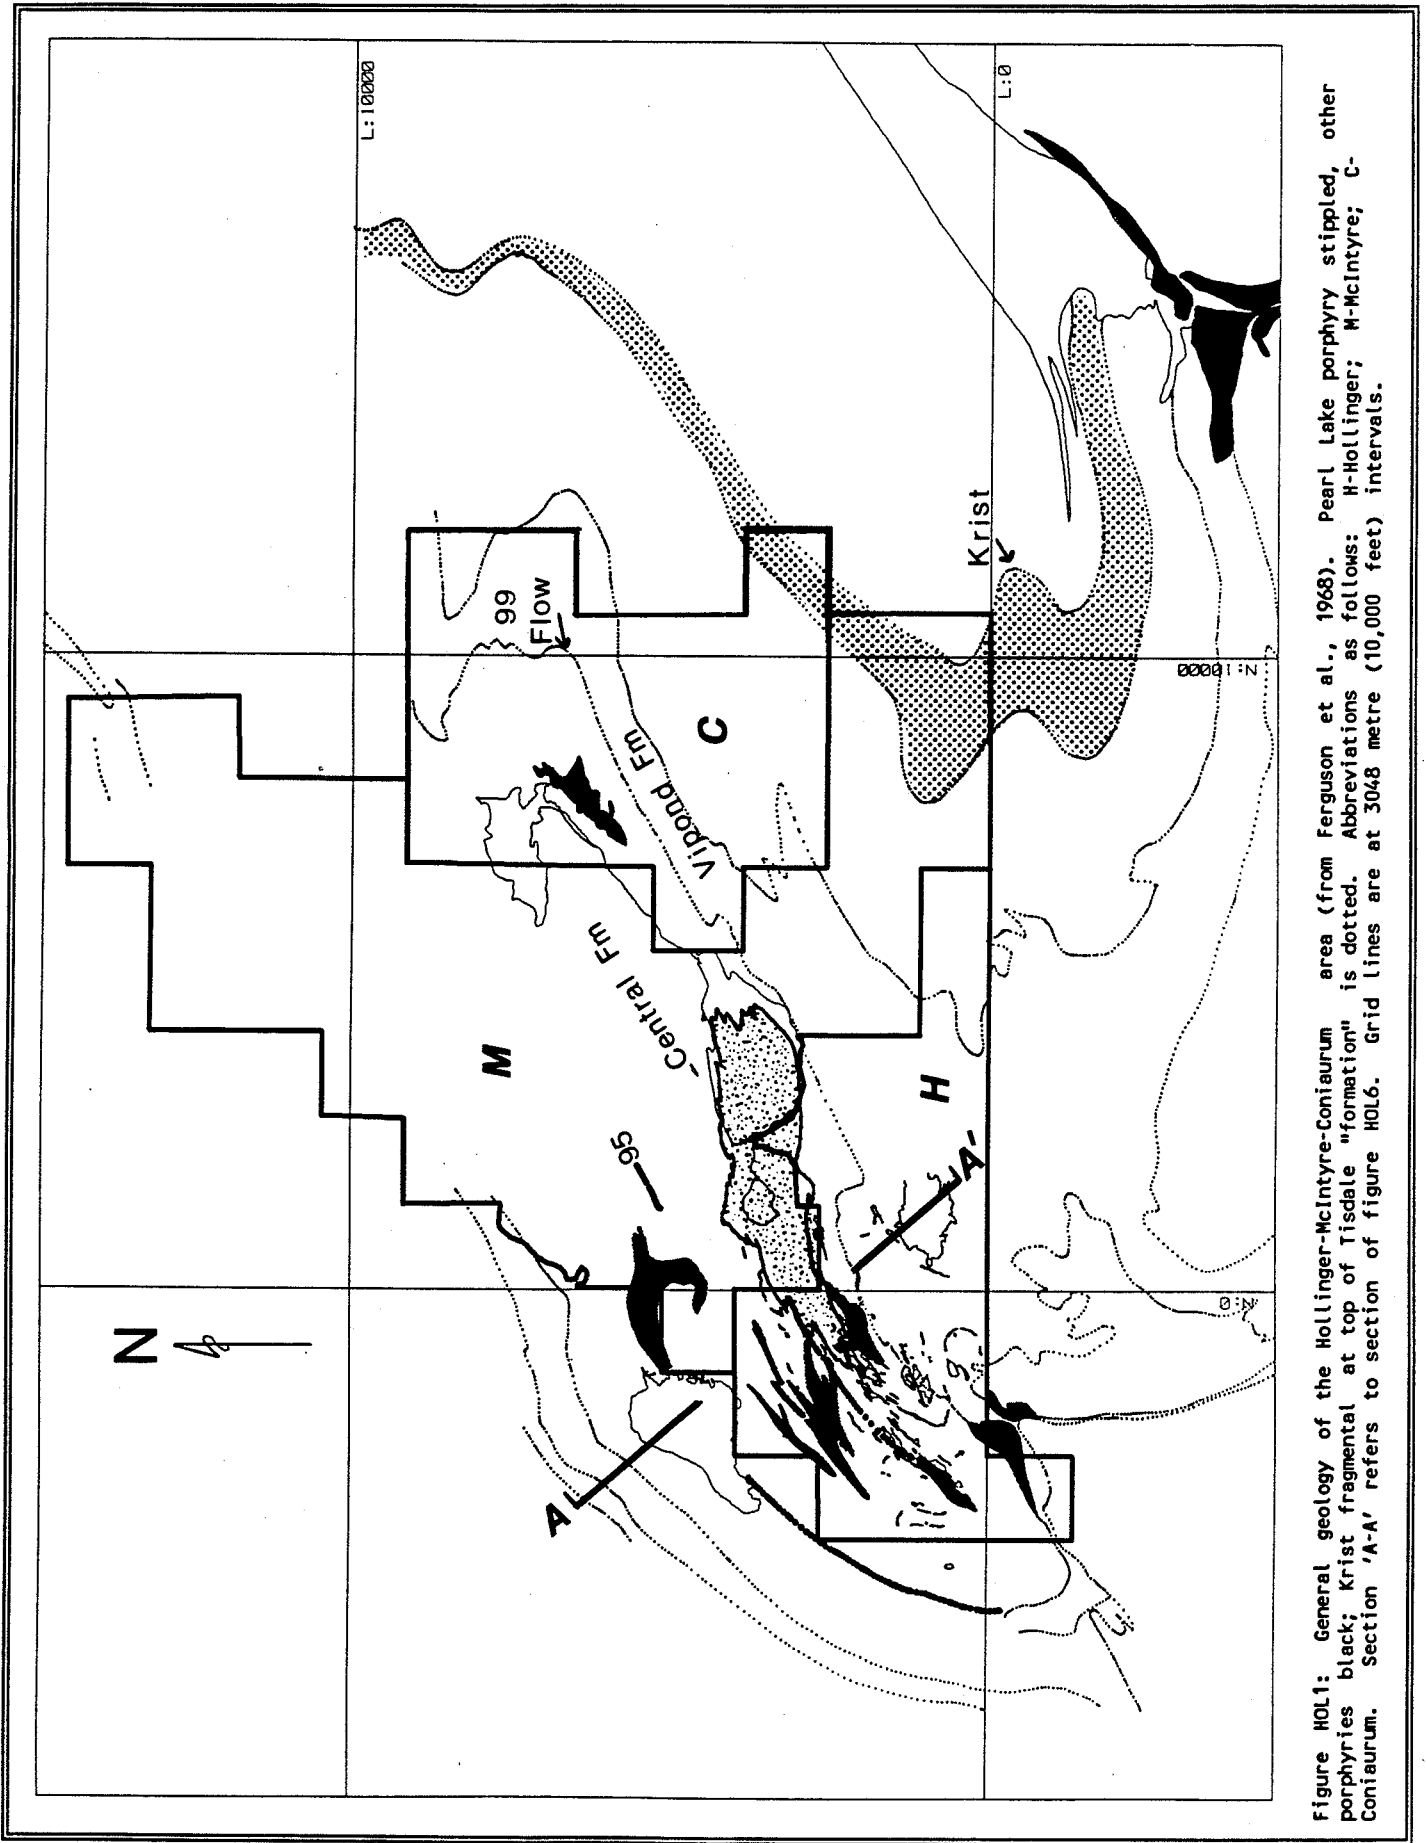 N
L:10000
L:0
N:10000
N:0
A
A'
M
H
C
95
99
Flow
Central Fm
Vipond Fm
Krist
Figure HOL1: General geology of the Hollinger-McIntyre-Coniaurum area (from Ferguson et al., 1968). Pearl Lake porphyry stippled, other
porphyries black; Krist fragmental at top of Tisdale "formation" is dotted. Abbreviations as follows: H-Hollinger; M-McIntyre; C-
Coniaurum. Section 'A-A' refers to section of figure HOL6. Grid lines are at 3048 metre (10,000 feet) intervals.